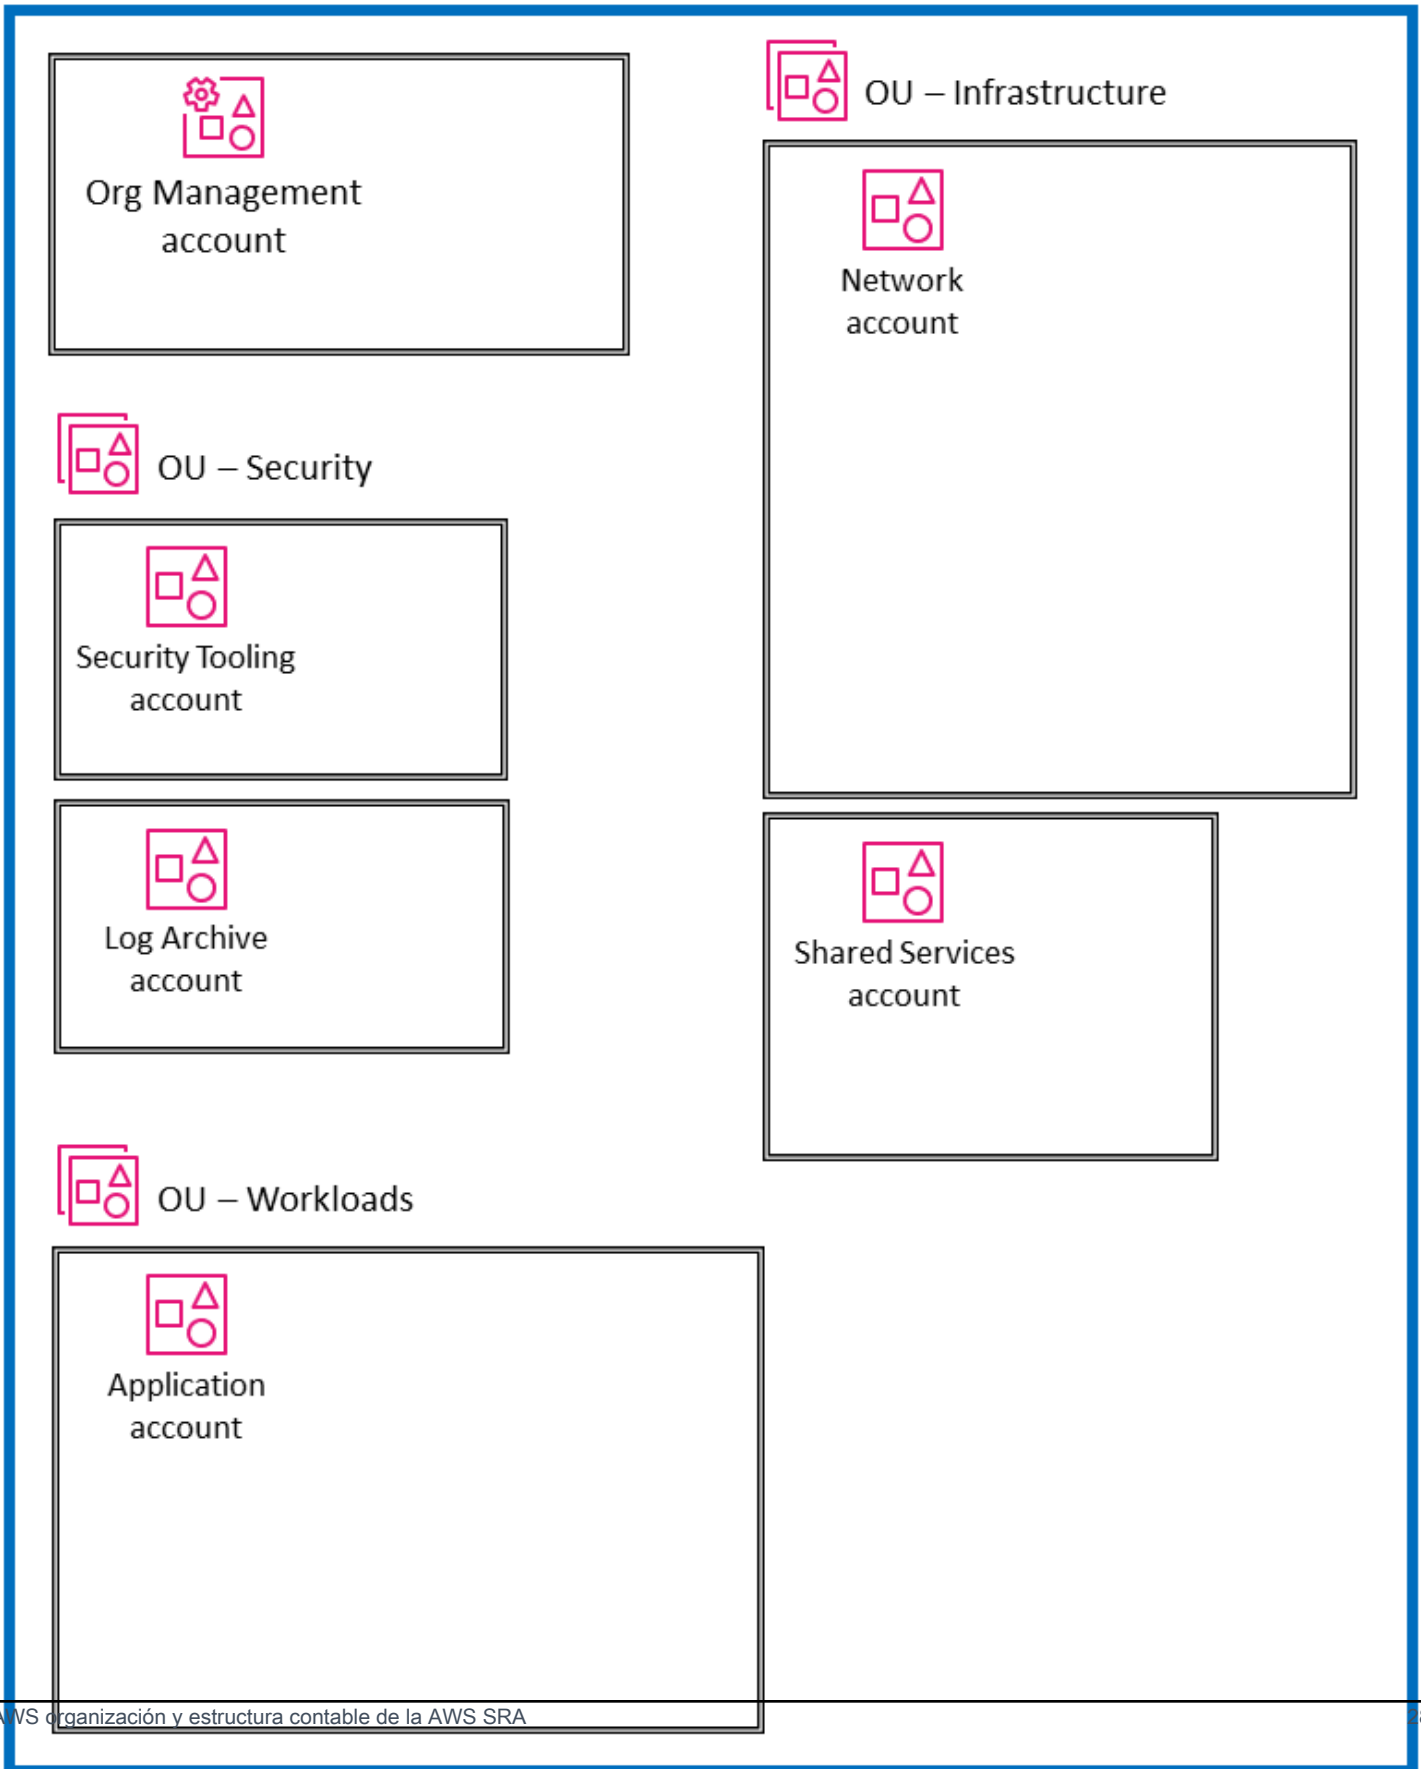 Org Management
account
OU – Security
Security Tooling
account
Log Archive
account
OU – Workloads
Application
account
OU – Infrastructure
Network
account
Shared Services
account
AWS organización y estructura contable de la AWS SRA